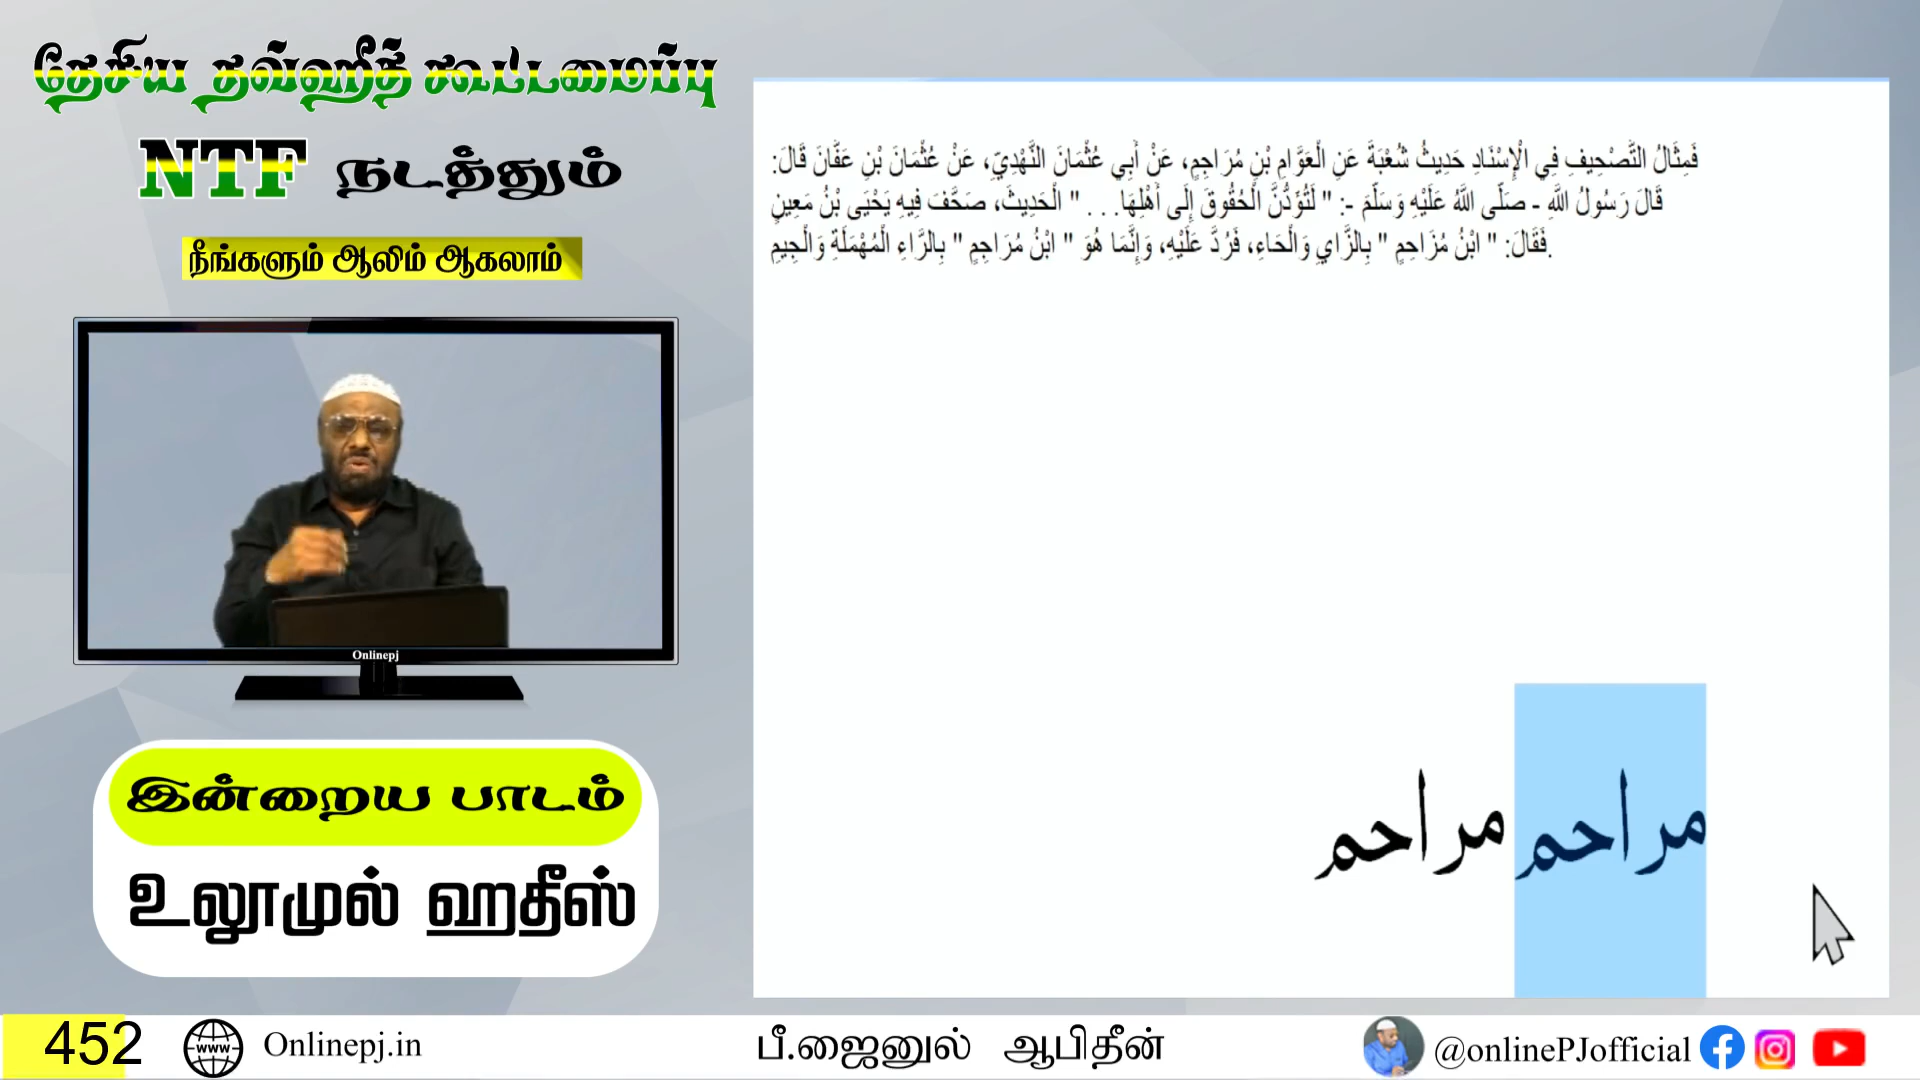 தேசிய தவ்ஹீத் கூட்டமைப்பு
NTF நடத்தும்
நீங்களும் ஆலிம் ஆகலாம்
Onlinepj
இன்றைய பாடம்
உலூமுல் ஹதீஸ்
فَمِثَالُ التَّصْحِيفِ فِي الْإِسْنَادِ حَدِيثُ شُعْبَةَ عَنِ الْعَوَّامِ بْنِ مُرَاجِمٍ، عَنْ أَبِي عُثْمَانَ النَّهْدِيِّ، عَنْ عُثْمَانَ بْنِ عَفَّانَ قَالَ:
قَالَ رَسُولُ اللَّهِ - صَلَّى اللَّهُ عَلَيْهِ وَسَلَّمَ -: " لَتُؤَدُّنَّ الْحُقُوقَ إِلَى أَهْلِهَا. . . " الْحَدِيثَ، صَحَّفَ فِيهِ يَحْيَى بْنُ مَعِينٍ
فَقَالَ: " ابْنُ مُزَاحِمٍ " بِالزَّايِ وَالْحَاءِ، فَرُدَّ عَلَيْهِ، وَإِنَّمَا هُوَ " ابْنُ مُرَاجِمٍ " بِالرَّاءِ الْمُهْمَلَةِ وَالْجِيمِ.
مراحم مراحم
452
www
Onlinepj.in
பீ.ஜைனுல் ஆபிதீன்
@onlinePJofficial